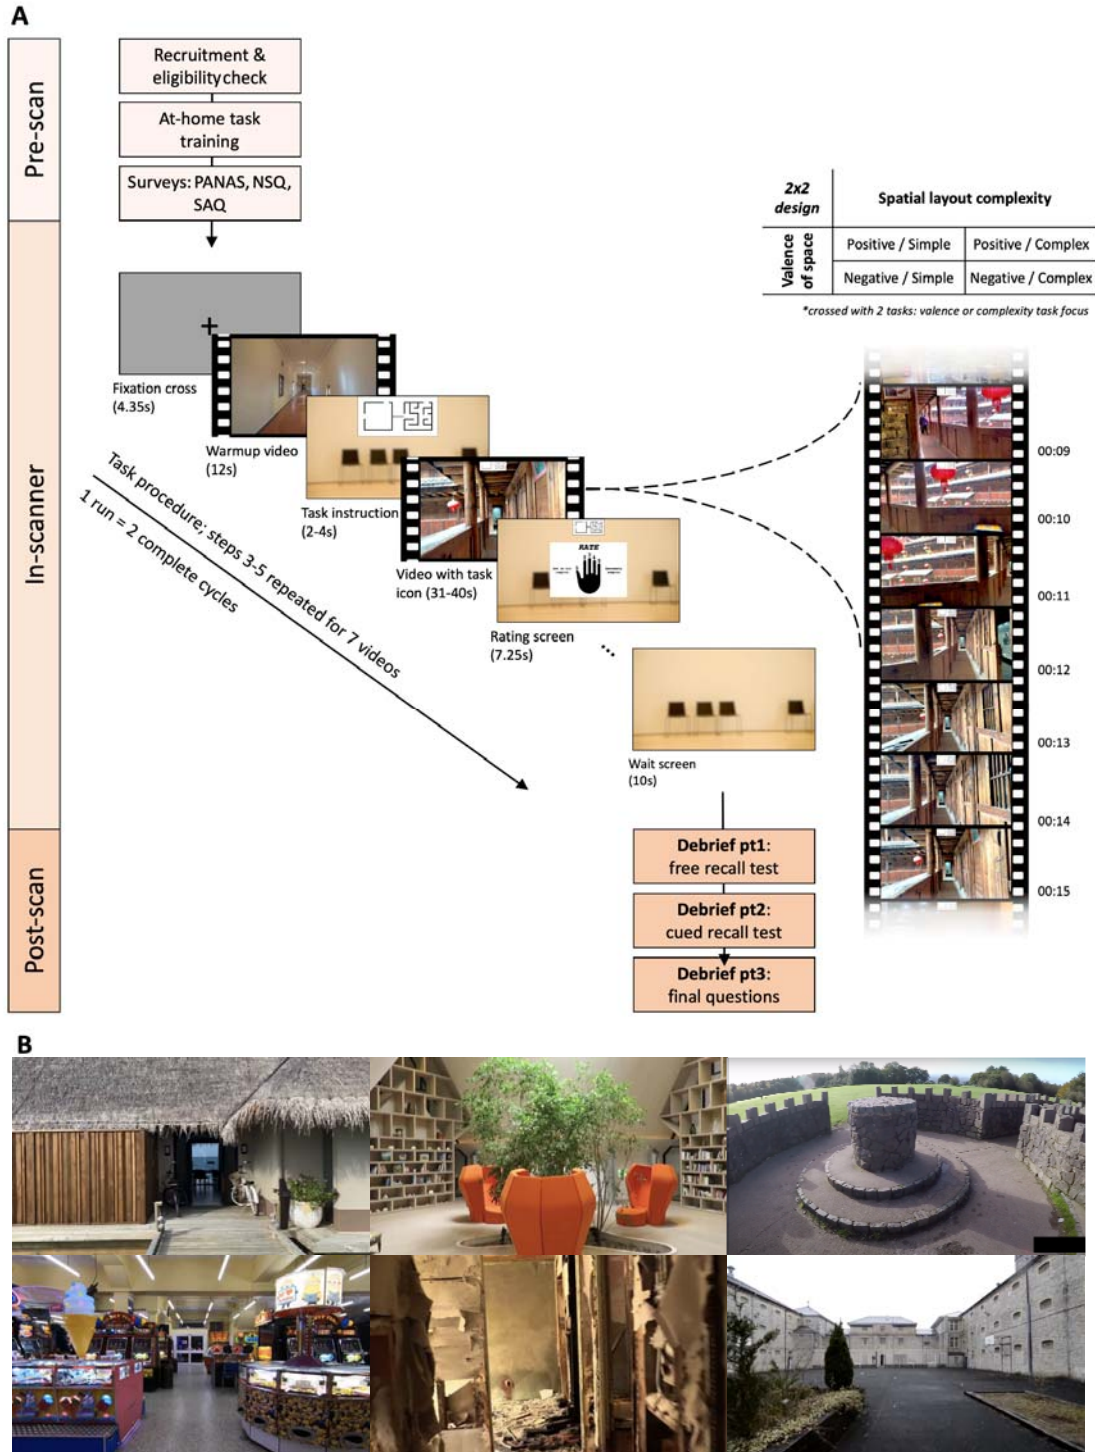 A
Pre-scan
Recruitment &
eligibility check
At-home task
training
Surveys: PANAS, NSQ,
SAQ
2x2
design
Spatial layout complexity
Valence
of space
Positive / Simple
Positive / Complex
Negative / Simple
Negative / Complex
*crossed with 2 tasks: valence or complexity task focus
In-scanner
Fixation cross
(4.35s)
Warmup video
(12s)
Task instruction
(2-4s)
Video with task
icon (31-40s)
RATE
Rating screen
(7.25s)
...
Wait screen
(10s)
Task procedure; steps 3-5 repeated for 7 videos
1 run = 2 complete cycles
00:09
00:10
00:11
00:12
00:13
00:14
00:15
Post-scan
Debrief pt1:
free recall test
Debrief pt2:
cued recall test
Debrief pt3:
final questions
B